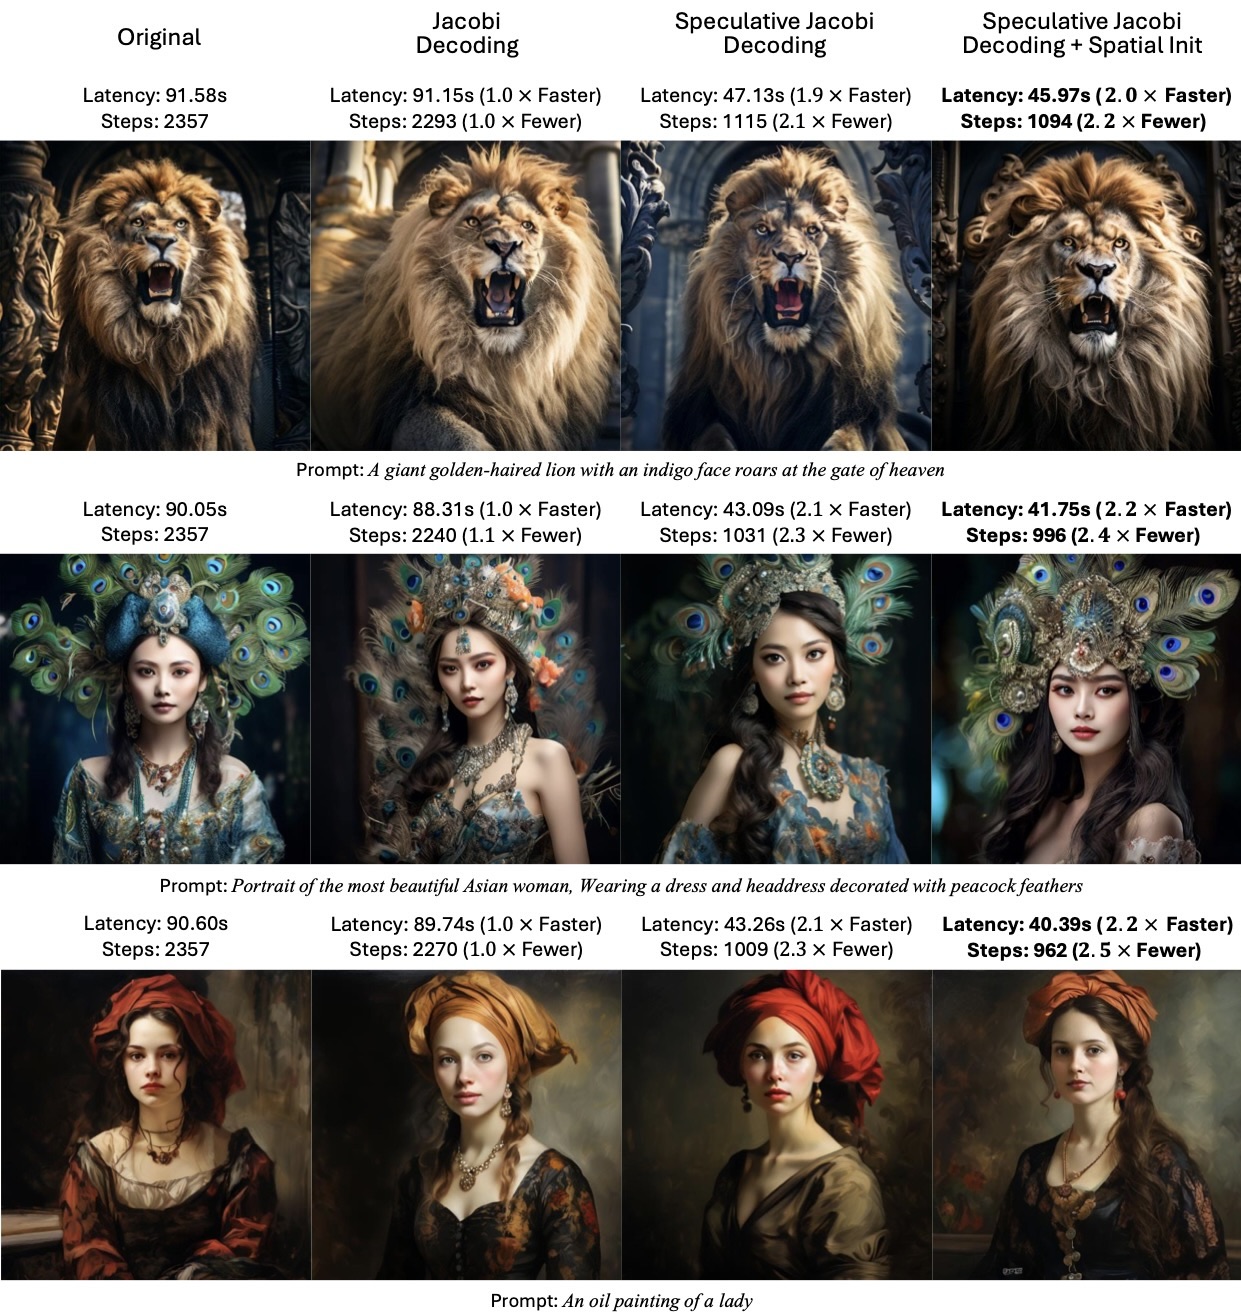 Original
Jacobi
Decoding
Speculative Jacobi
Decoding
Speculative Jacobi
Decoding + Spatial Init
Latency: 91.58s
Steps: 2357
Latency: 91.15s (1.0 × Faster)
Steps: 2293 (1.0 × Fewer)
Latency: 47.13s (1.9 × Faster)
Steps: 1115 (2.1 × Fewer)
Latency: 45.97s (2.0 × Faster)
Steps: 1094 (2.2 × Fewer)
Prompt: A giant golden-haired lion with an indigo face roars at the gate of heaven
Latency: 90.05s
Steps: 2357
Latency: 88.31s (1.0 × Faster)
Steps: 2240 (1.1 × Fewer)
Latency: 43.09s (2.1 × Faster)
Steps: 1031 (2.3 × Fewer)
Latency: 41.75s (2.2 × Faster)
Steps: 996 (2.4 × Fewer)
Prompt: Portrait of the most beautiful Asian woman, Wearing a dress and headdress decorated with peacock feathers
Latency: 90.60s
Steps: 2357
Latency: 89.74s (1.0 × Faster)
Steps: 2270 (1.0 × Fewer)
Latency: 43.26s (2.1 × Faster)
Steps: 1009 (2.3 × Fewer)
Latency: 40.39s (2.2 × Faster)
Steps: 962 (2.5 × Fewer)
Prompt: An oil painting of a lady